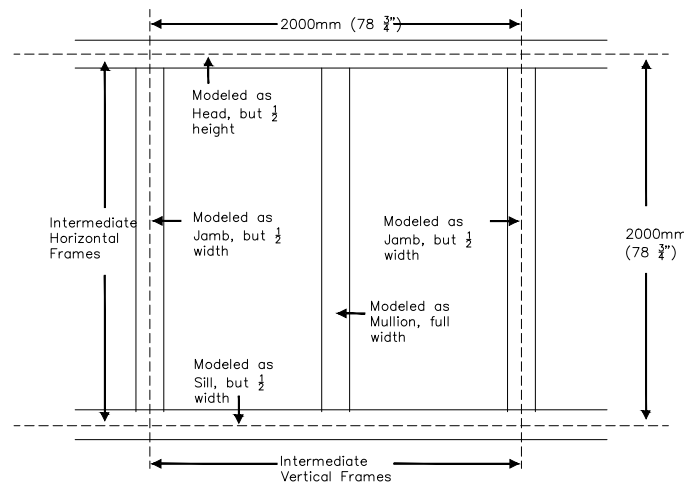 2000mm (78 ¾")
Modeled as
Head, but ½
height
Intermediate
Horizontal
Frames
Modeled as
Jamb, but ½
width
Modeled as
Jamb, but ½
width
2000mm
(78 ¾")
Modeled as
Mullion, full
width
Modeled as
Sill, but ½
width
Intermediate
Vertical Frames